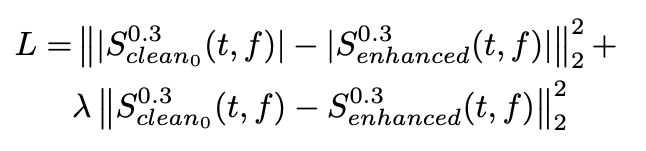 L = ‖|S^{0.3}_{clean_0}(t, f)| − |S^{0.3}_{enhanced}(t, f)|‖^2_2 +
λ ‖S^{0.3}_{clean_0}(t, f) − S^{0.3}_{enhanced}(t, f)‖^2_2